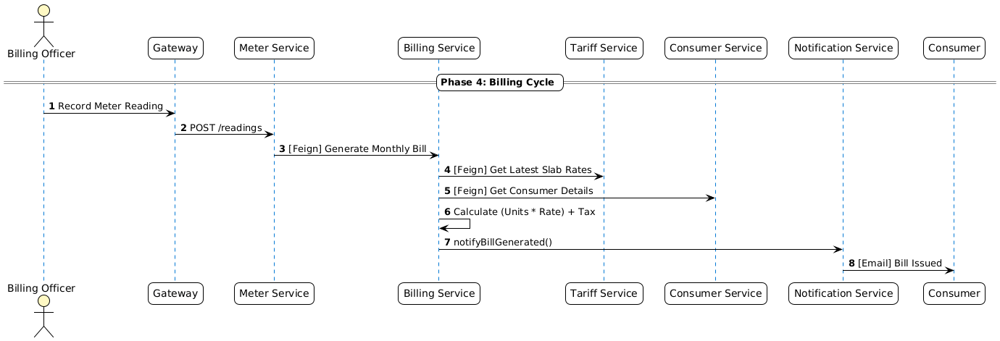 Billing Officer
Gateway
Meter Service
Billing Service
Tariff Service
Consumer Service
Notification Service
Consumer
Phase 4: Billing Cycle
1 Record Meter Reading
2 POST /readings
3 [Feign] Generate Monthly Bill
4 [Feign] Get Latest Slab Rates
5 [Feign] Get Consumer Details
6 Calculate (Units * Rate) + Tax
7 notifyBillGenerated()
8 [Email] Bill Issued
Billing Officer
Gateway
Meter Service
Billing Service
Tariff Service
Consumer Service
Notification Service
Consumer